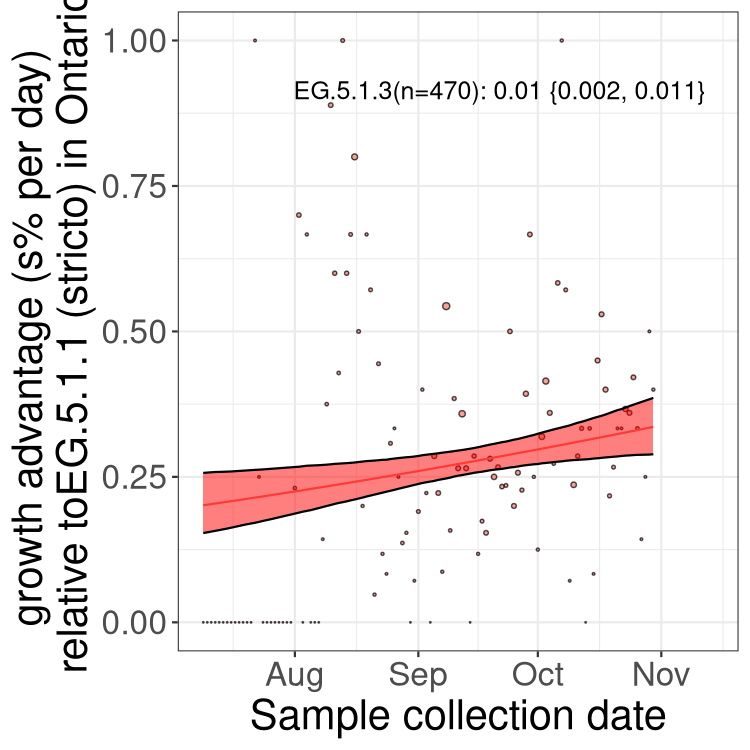 growth advantage (s% per day)
relative toEG.5.1.1 (stricto) in Ontario
1.00
0.75
0.50
0.25
0.00
EG.5.1.3(n=470): 0.01 {0.002, 0.011}
Aug Sep Oct Nov
Sample collection date